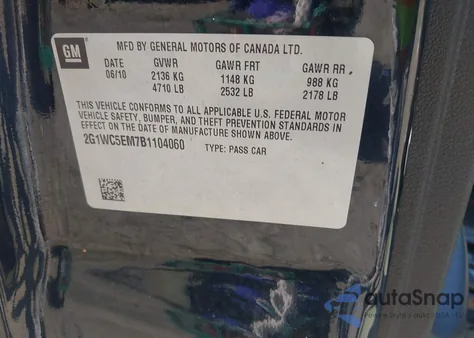 GM
MFD BY GENERAL MOTORS OF CANADA LTD.
DATE GVWR GAWR FRT GAWR RR
06/10 2136 KG 1148 KG 988 KG
4710 LB 2532 LB 2178 LB
THIS VEHICLE CONFORMS TO ALL APPLICABLE U.S. FEDERAL MOTOR
VEHICLE SAFETY, BUMPER, AND THEFT PREVENTION STANDARDS IN
EFFECT ON THE DATE OF MANUFACTURE SHOWN ABOVE.
2G1WC5EM7B1104060 TYPE: PASS CAR
autaSnap